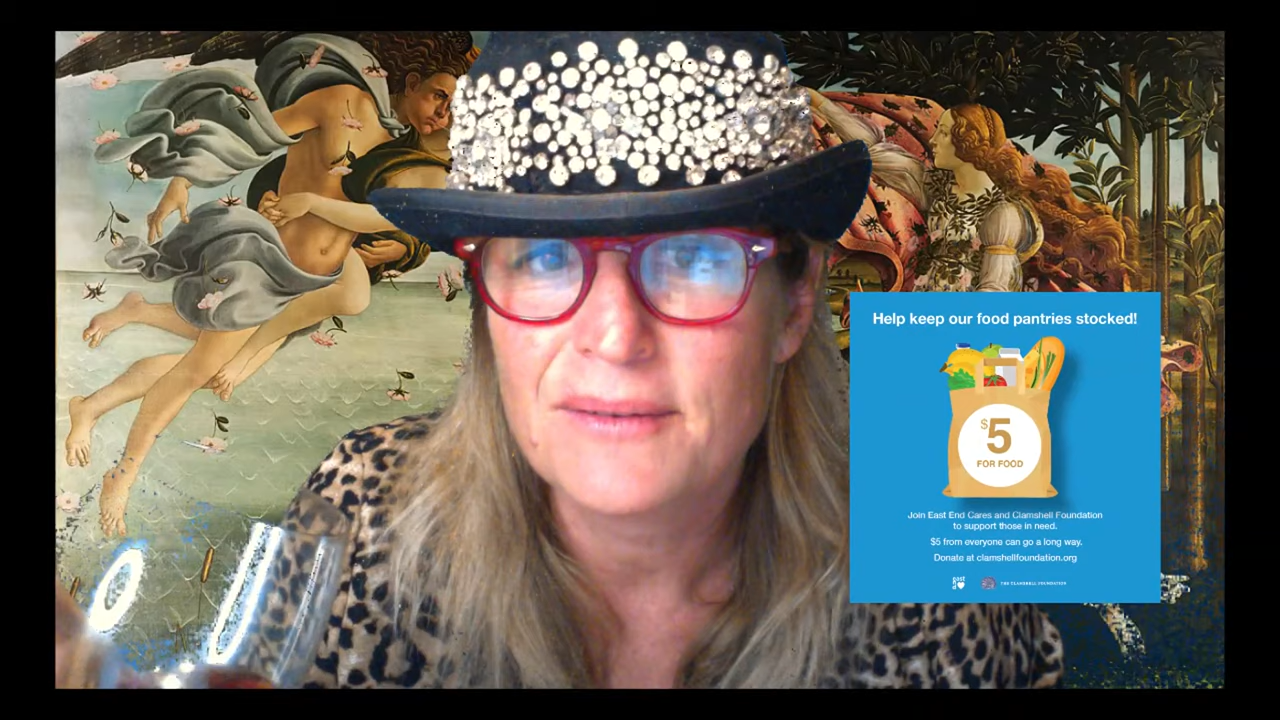 Help keep our food pantries stocked!
$5
FOR FOOD
Join East End Cares and Clamshell Foundation
to support those in need.
$5 from everyone can go a long way.
Donate at clamshellfoundation.org
THE CLAMSHELL FOUNDATION